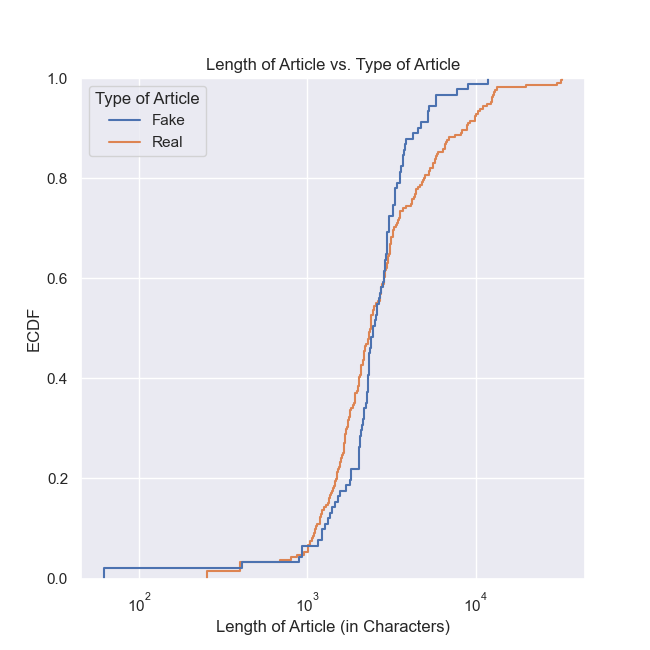 Length of Article vs. Type of Article
Type of Article
Fake
Real
ECDF
1.0
0.8
0.6
0.4
0.2
0.0
10²
10³
10⁴
Length of Article (in Characters)